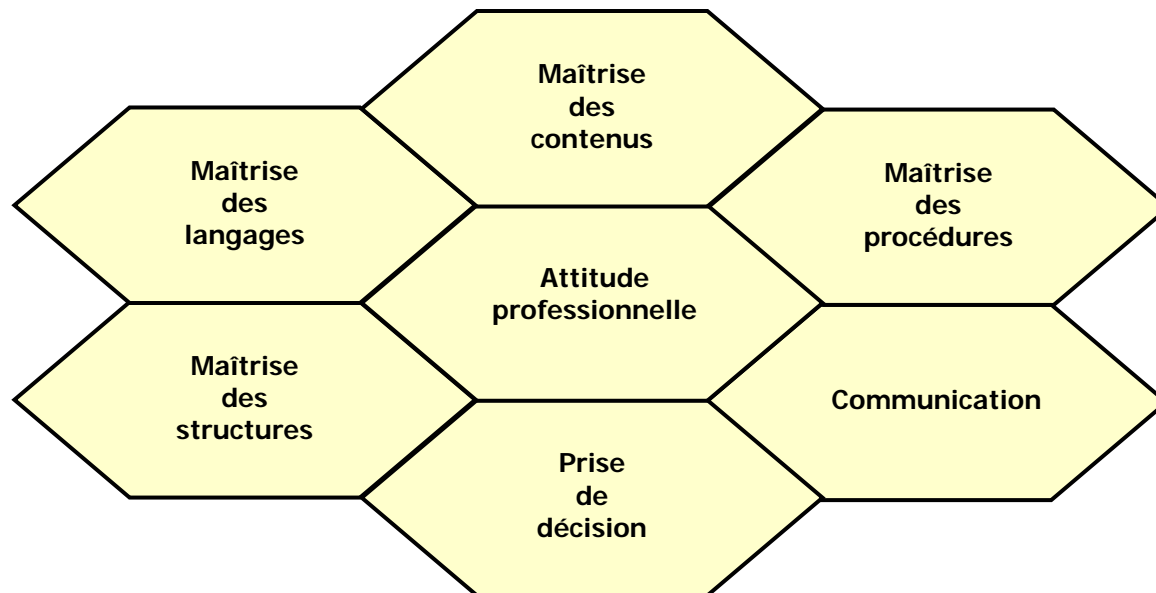 Maîtrise
des
contenus
Maîtrise
des
langages
Maîtrise
des
procédures
Attitude
professionnelle
Maîtrise
des
structures
Communication
Prise
de
décision